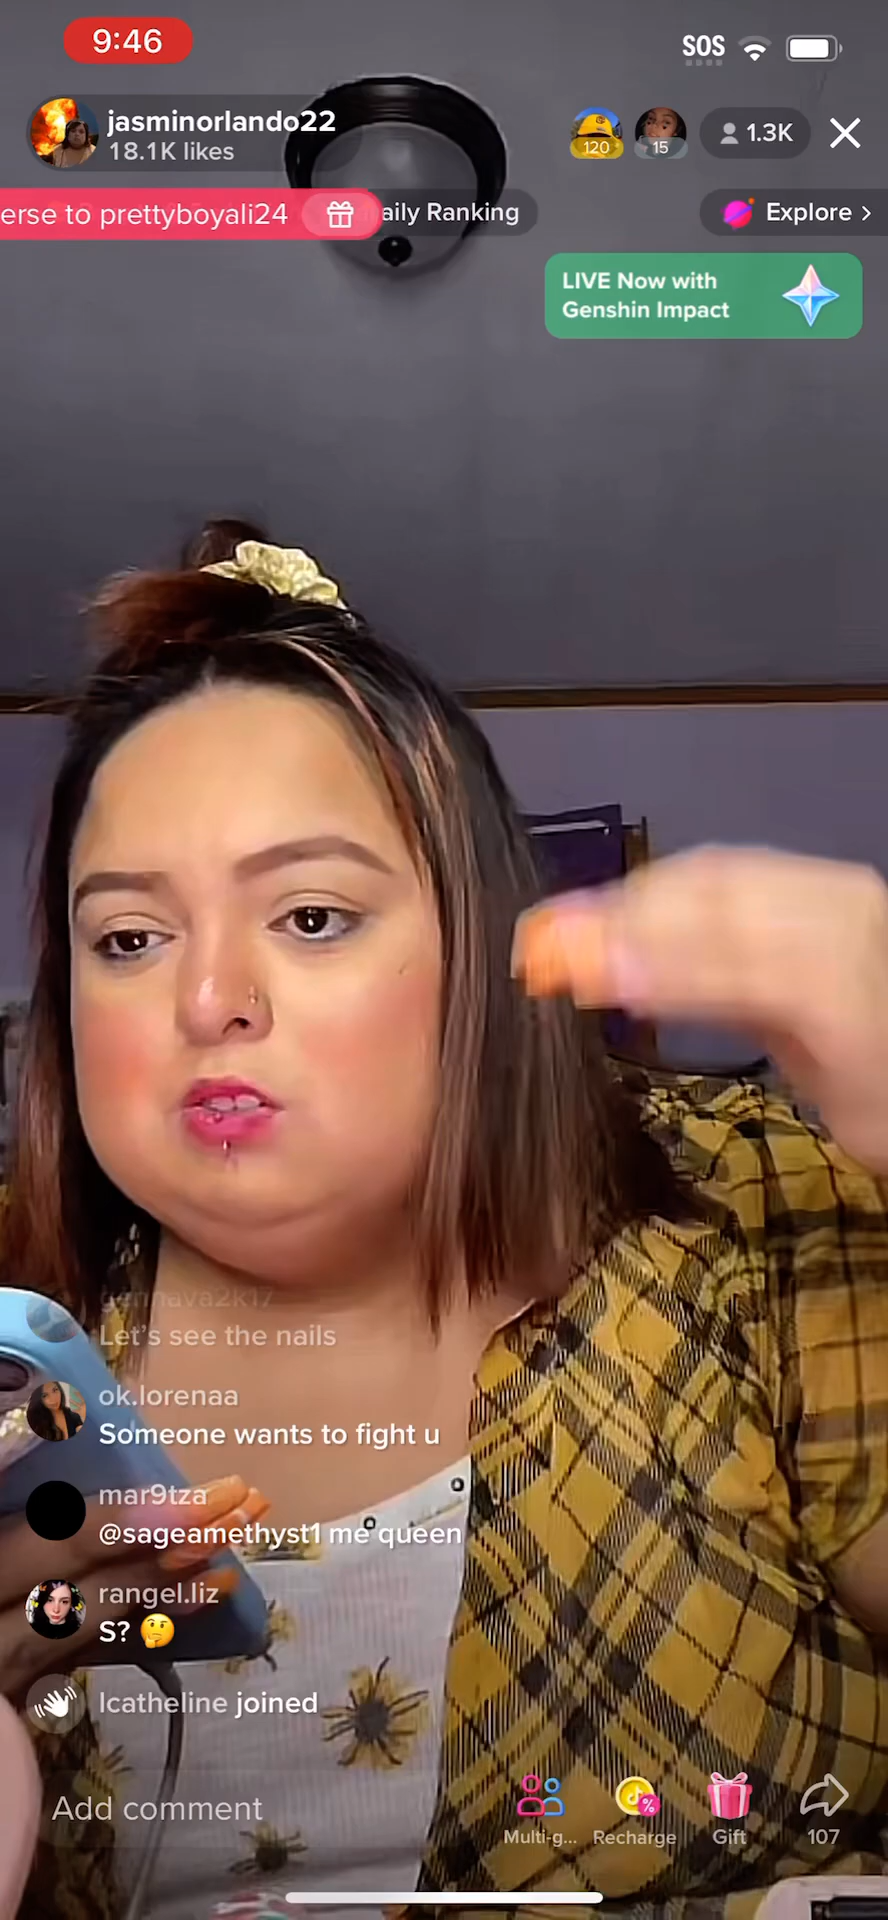 9:46
SOS
jasminorlando22
18.1K likes
120
15
1.3K
erse to prettyboyali24
aily Ranking
Explore >
LIVE Now with
Genshin Impact
gennava2k17
Let's see the nails
ok.lorenaa
Someone wants to fight u
mar9tza
@sageamethyst1 me queen
rangel.liz
S? 🤔
lcatheline joined
Add comment
Multi-g...
Recharge
Gift
107